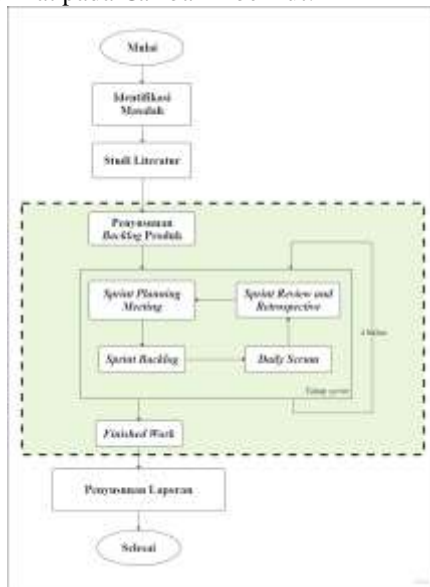 Mulai
Identifikasi
Masalah
Studi Literatur
Penyusunan
Backlog Produk
Sprint Planning
Meeting
Sprint Review and
Retrospective
Sprint Backlog
Daily Scrum
Finished Work
Penyusunan Laporan
Selesai